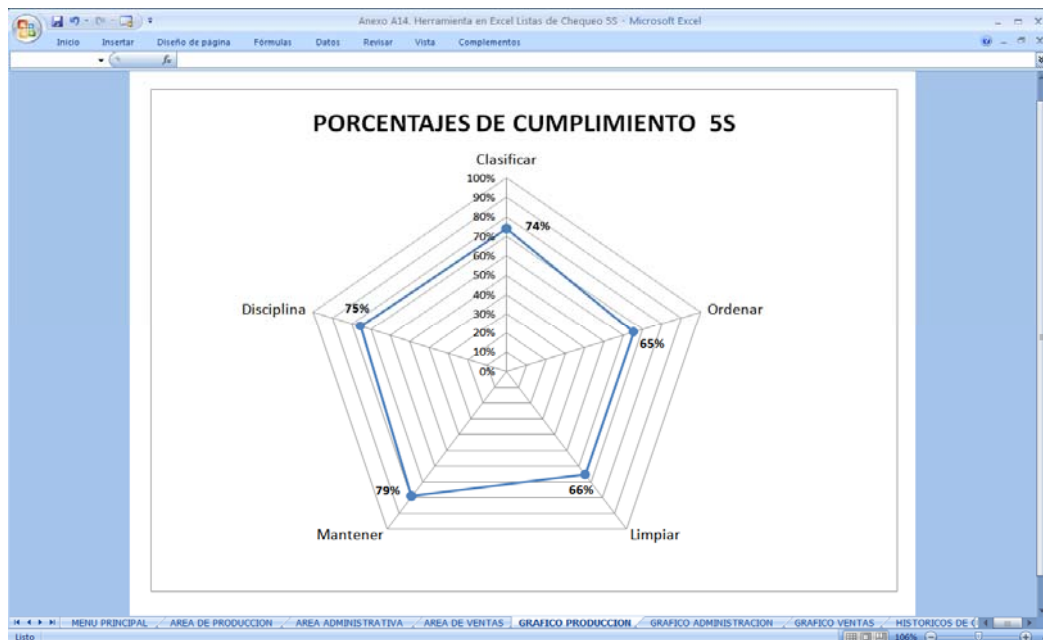 Anexo A14. Herramienta en Excel Listas de Chequeo 5S - Microsoft Excel
Inicio Insertar Diseño de página Fórmulas Datos Revisar Vista Complementos
fx
PORCENTAJES DE CUMPLIMIENTO 5S
Clasificar
100%
90%
80%
74%
70%
60%
50%
40%
30%
20%
10%
0%
Disciplina
75%
Ordenar
65%
79%
66%
Mantener
Limpiar
MENU PRINCIPAL AREA DE PRODUCCION AREA ADMINISTRATIVA AREA DE VENTAS GRAFICO PRODUCCION GRAFICO ADMINISTRACION GRAFICO VENTAS HISTORICOS DE
Listo 106%